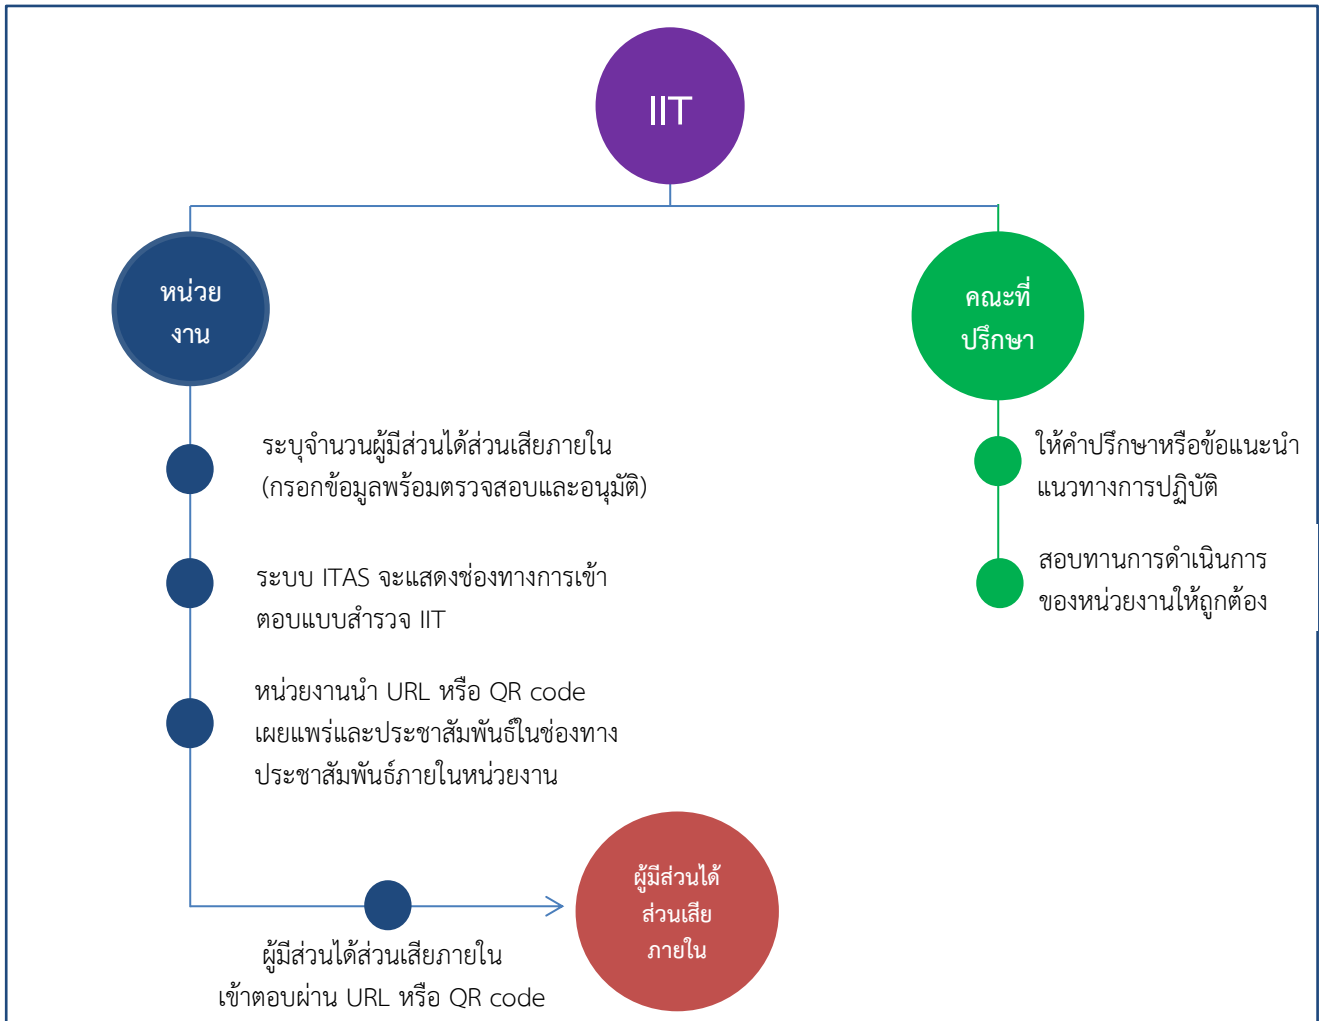 IIT
หน่วย
งาน
คณะที่
ปรึกษา
ระบุจำนวนผู้มีส่วนได้ส่วนเสียภายใน
(กรอกข้อมูลพร้อมตรวจสอบและอนุมัติ)
ระบบ ITAS จะแสดงช่องทางการเข้า
ตอบแบบสำรวจ IIT
หน่วยงานนำ URL หรือ QR code
เผยแพร่และประชาสัมพันธ์ในช่องทาง
ประชาสัมพันธ์ภายในหน่วยงาน
ให้คำปรึกษาหรือข้อแนะนำ
แนวทางการปฏิบัติ
สอบทานการดำเนินการ
ของหน่วยงานให้ถูกต้อง
ผู้มีส่วนได้
ส่วนเสีย
ภายใน
ผู้มีส่วนได้ส่วนเสียภายใน
เข้าตอบผ่าน URL หรือ QR code